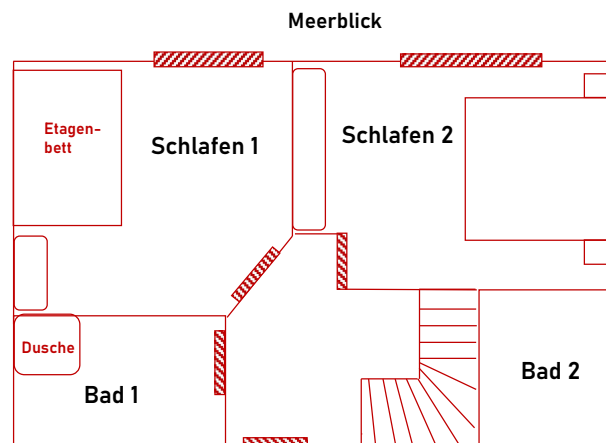 Meerblick
Etagen-
bett
Schlafen 1
Schlafen 2
Dusche
Bad 1
Bad 2